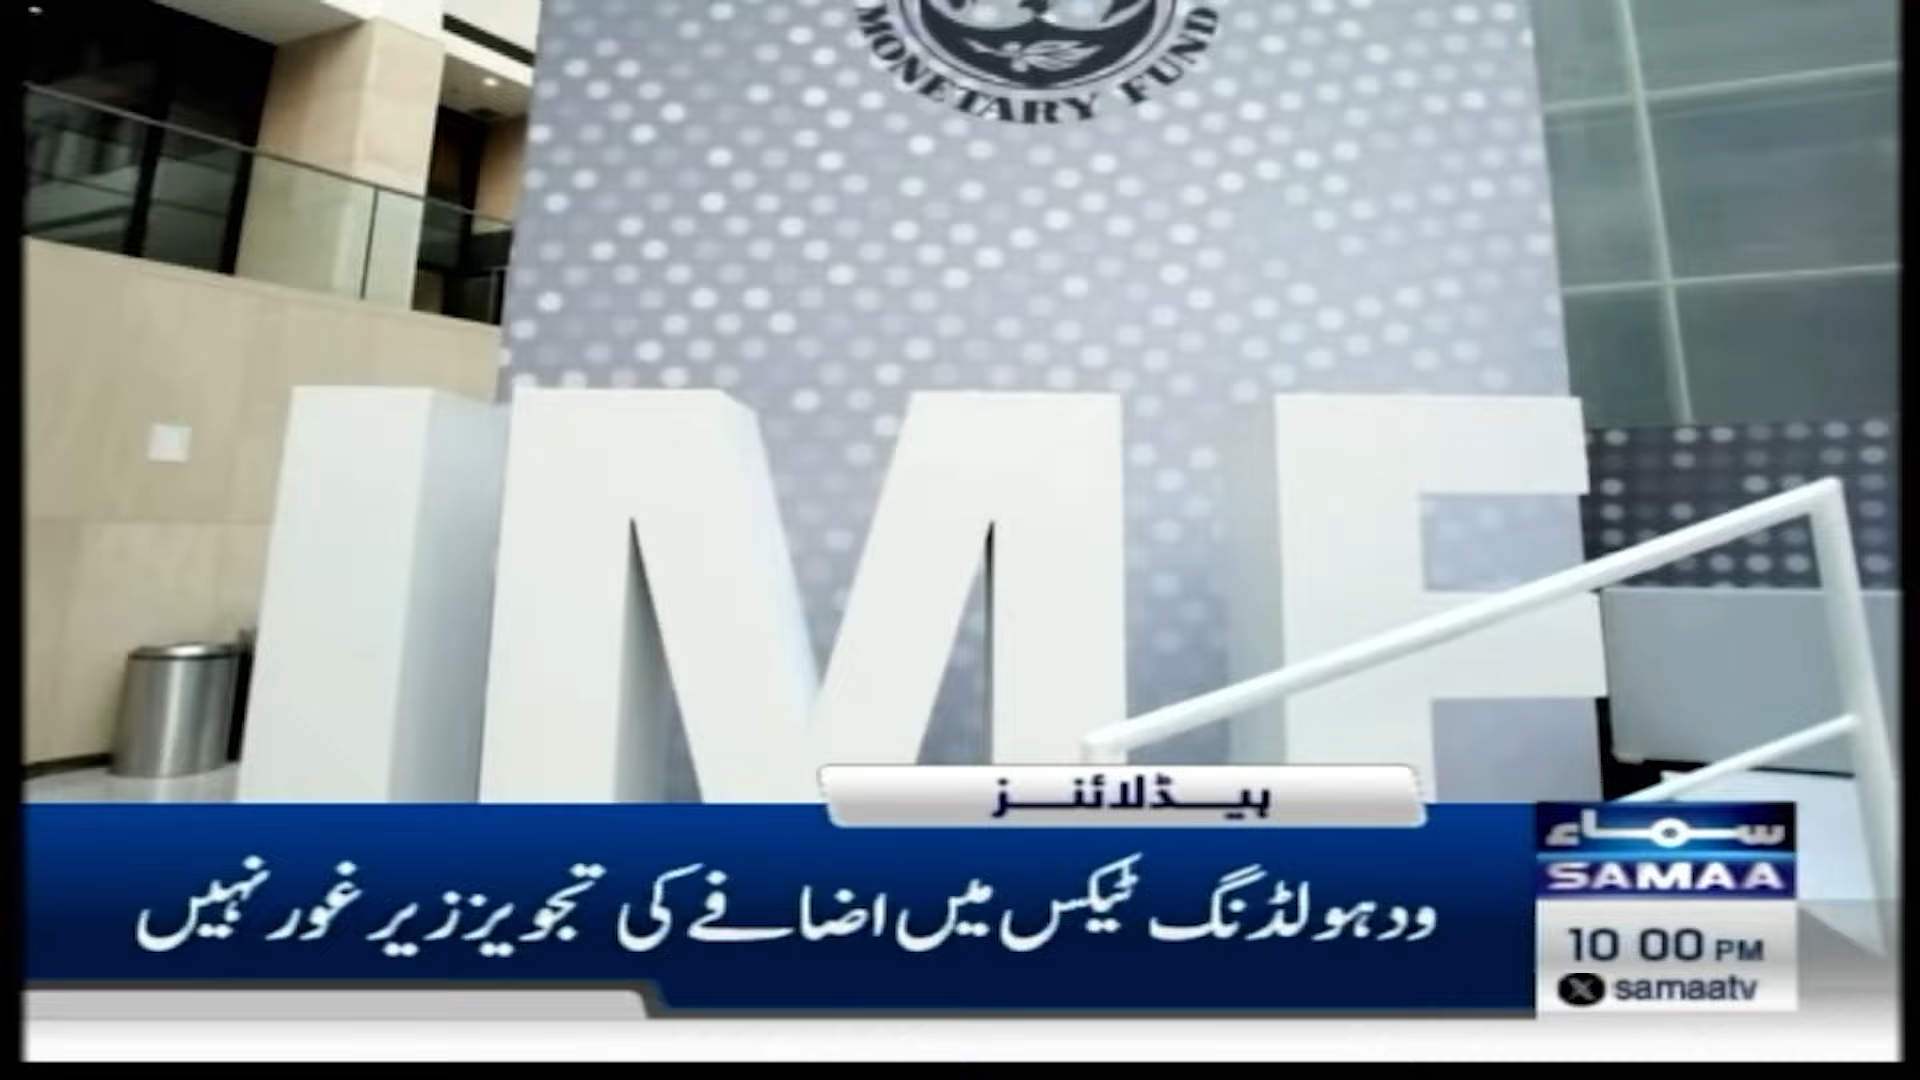 MONETARY FUND
IMF
ہیڈلائنز
ودہولڈنگ ٹیکس میں اضافے کی تجویز زیر غور نہیں
سماء
SAMAA
10 00 PM
samaatv